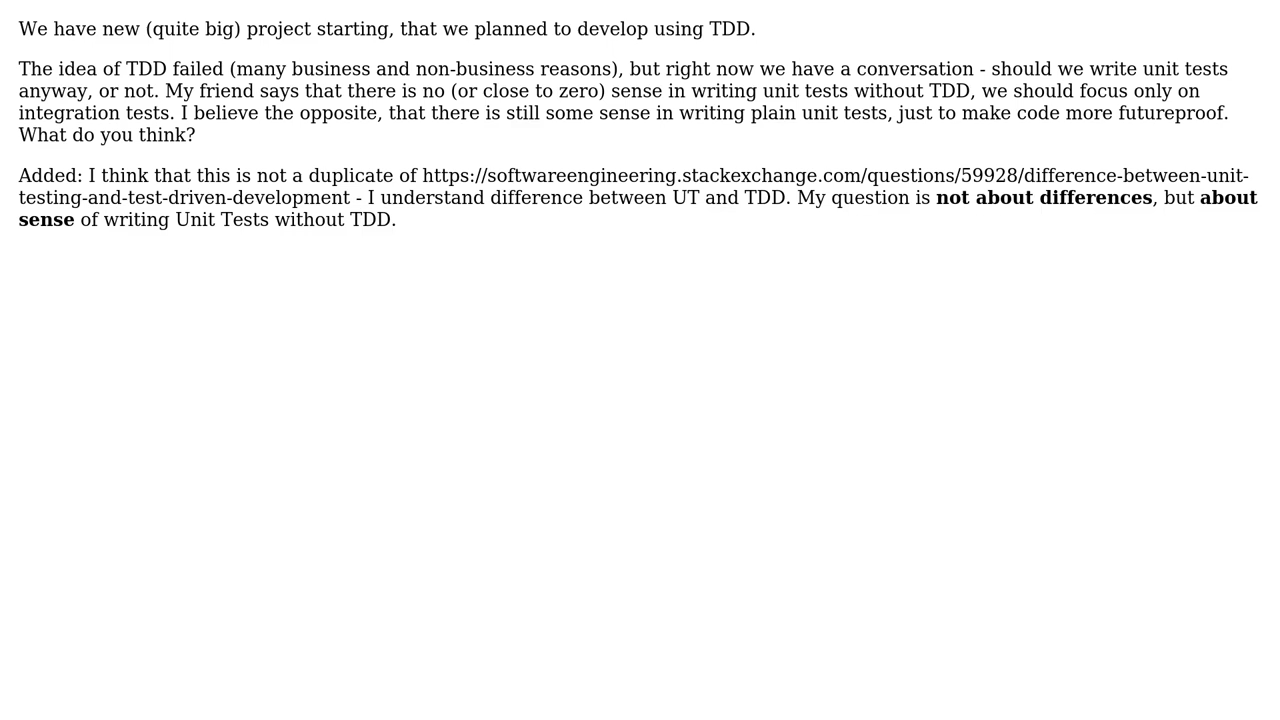 We have new (quite big) project starting, that we planned to develop using TDD.
The idea of TDD failed (many business and non-business reasons), but right now we have a conversation - should we write unit tests
anyway, or not. My friend says that there is no (or close to zero) sense in writing unit tests without TDD, we should focus only on
integration tests. I believe the opposite, that there is still some sense in writing plain unit tests, just to make code more futureproof.
What do you think?
Added: I think that this is not a duplicate of https://softwareengineering.stackexchange.com/questions/59928/difference-between-unit-
testing-and-test-driven-development - I understand difference between UT and TDD. My question is not about differences, but about
sense of writing Unit Tests without TDD.